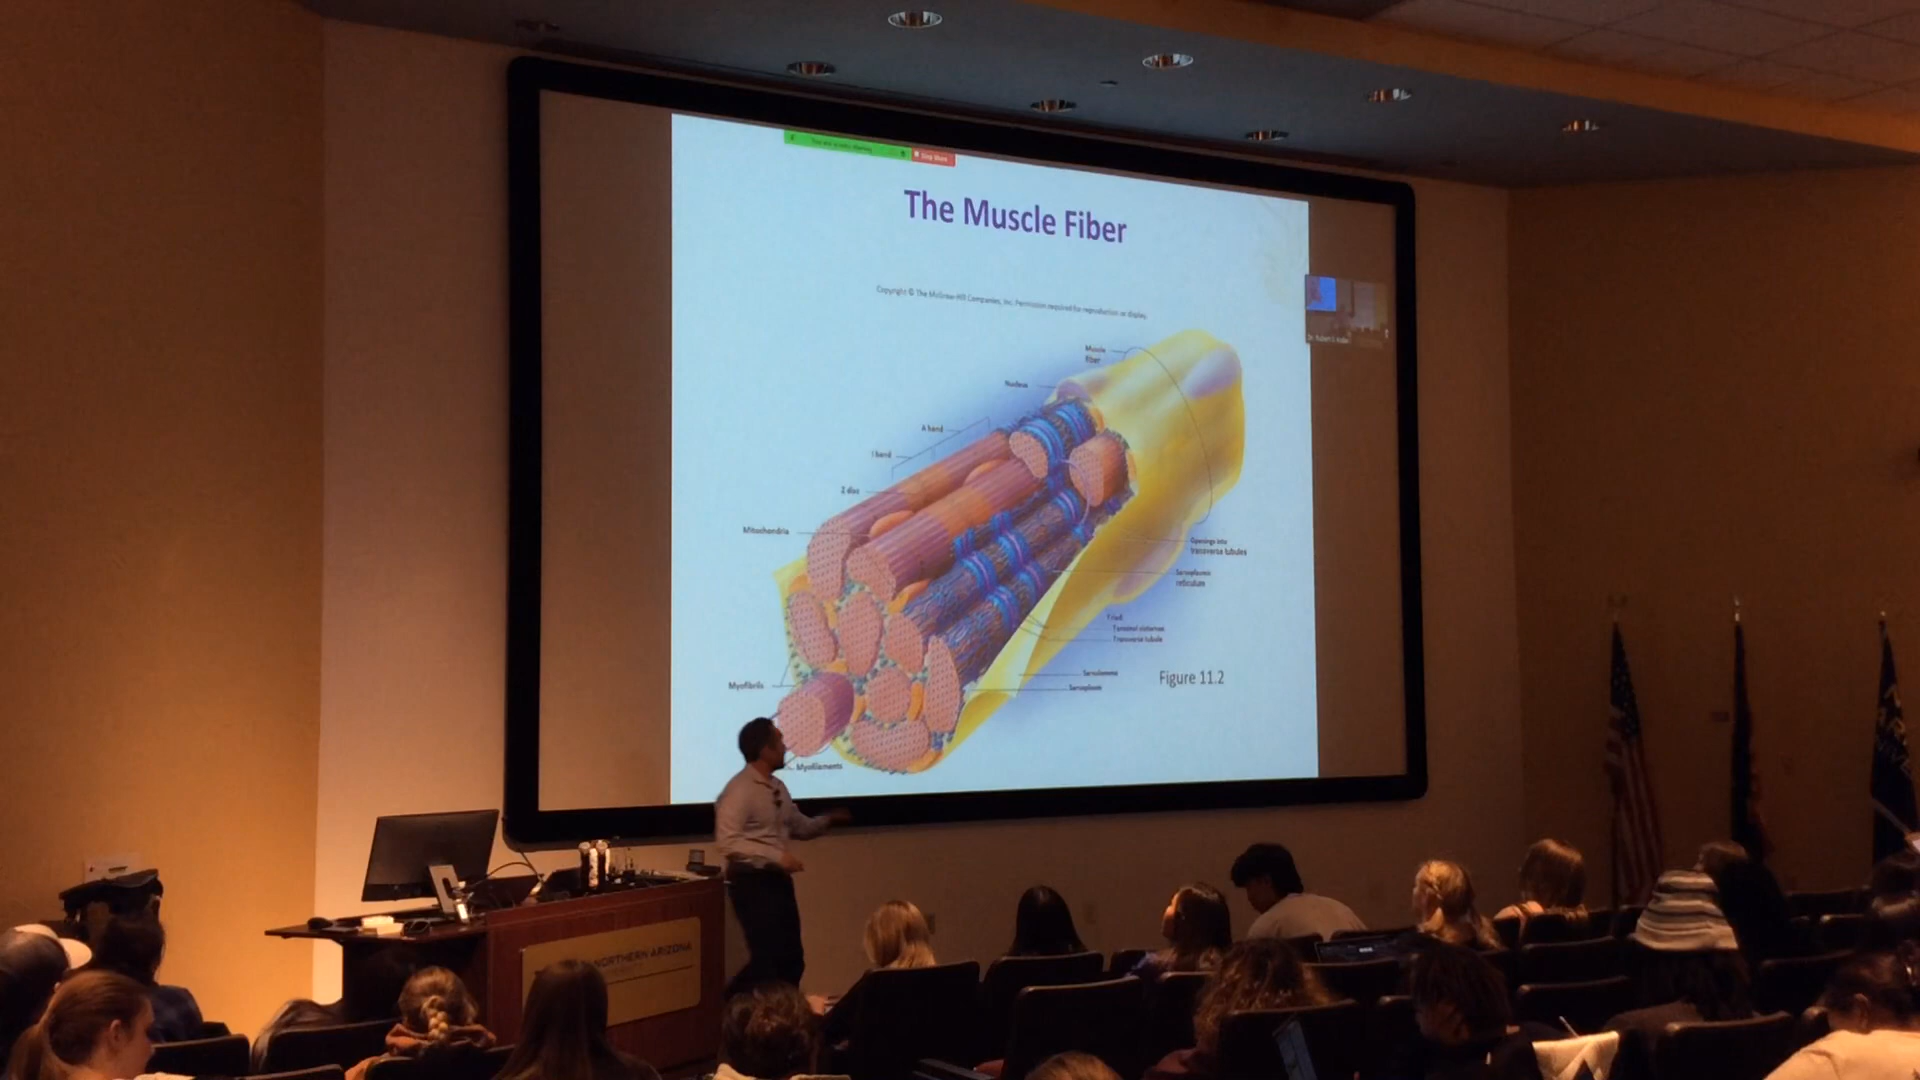 Stop Share
The Muscle Fiber
Copyright © The McGraw-Hill Companies, Inc. Permission required for reproduction or display.
Muscle
fiber
Nucleus
A band
I band
Z disc
Mitochondria
Openings into
transverse tubules
Sarcoplasmic
reticulum
Triad:
Terminal cisternae
Transverse tubule
Sarcolemma
Sarcoplasm
Myofibrils
Figure 11.2
Myofilaments
NORTHERN ARIZONA